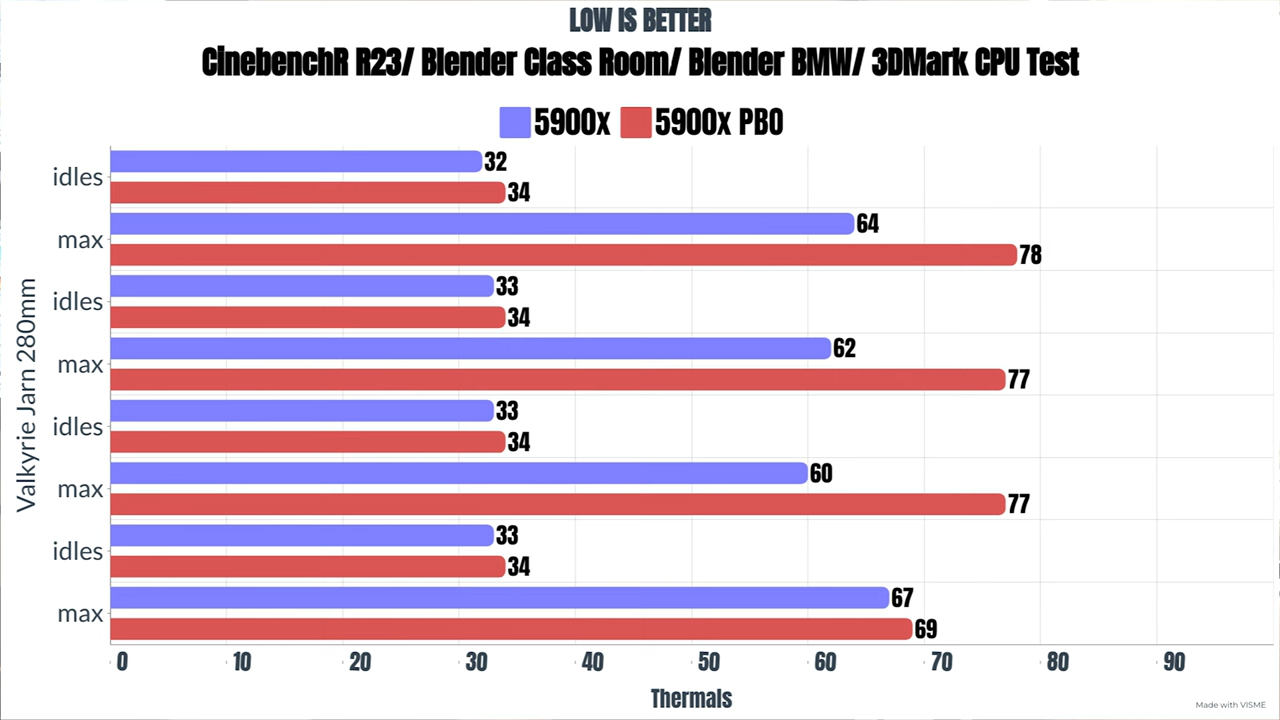 LOW IS BETTER
CinebenchR R23/ Blender Class Room/ Blender BMW/ 3DMark CPU Test
5900x 5900x PBO
idles 32
34
max 64
78
idles 33
34
max 62
77
idles 33
34
max 60
77
idles 33
34
max 67
69
Valkyrie Jarn 280mm
0 10 20 30 40 50 60 70 80 90
Thermals
Made with VISME